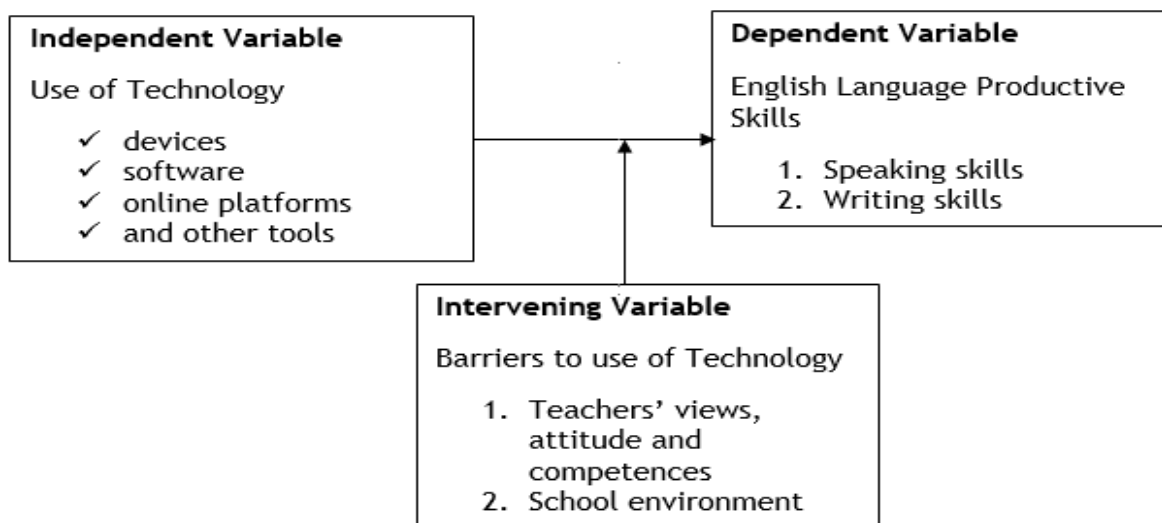 Independent Variable
Use of Technology
✓ devices
✓ software
✓ online platforms
✓ and other tools
Dependent Variable
English Language Productive
Skills
1. Speaking skills
2. Writing skills
Intervening Variable
Barriers to use of Technology
1. Teachers’ views,
attitude and
competences
2. School environment